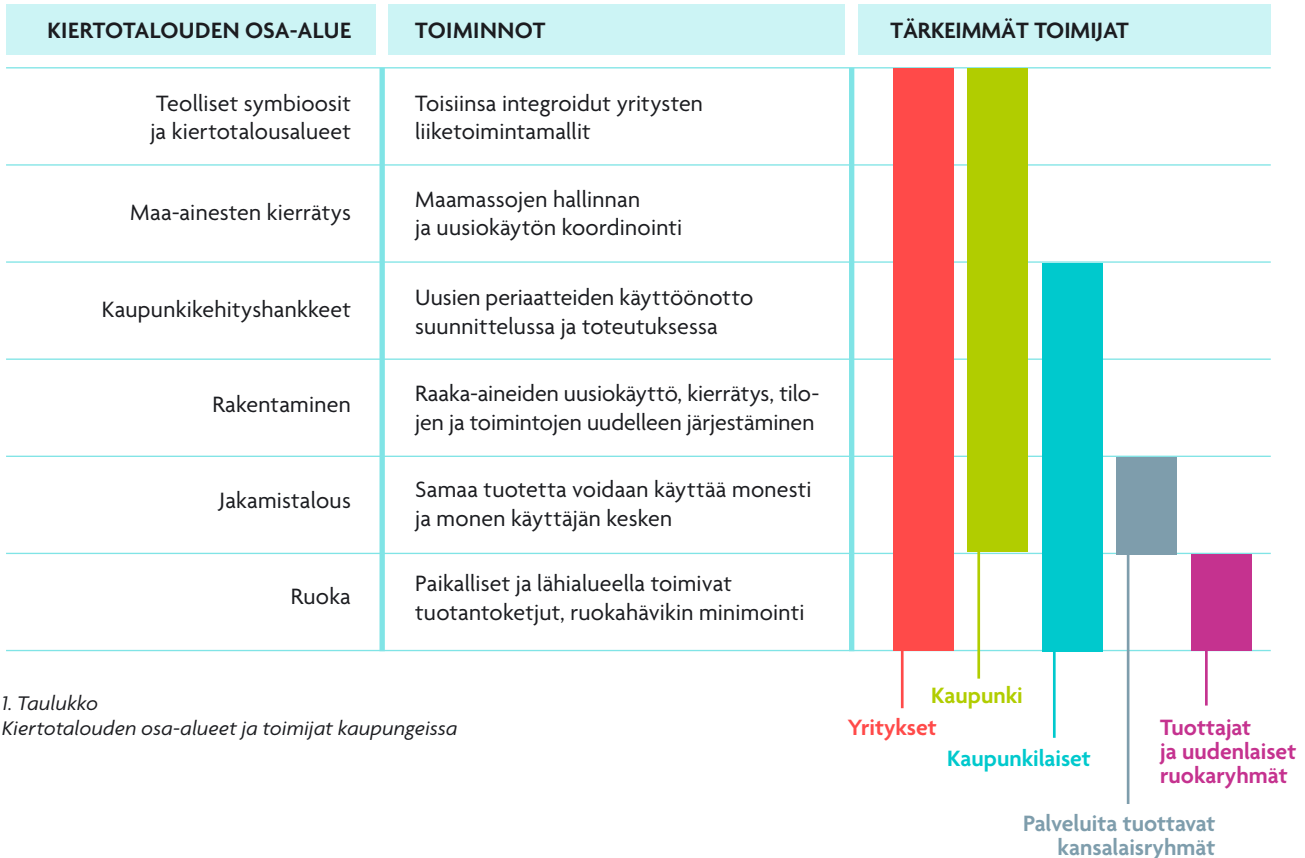 KIERTOTALOUDEN OSA-ALUE
TOIMINNOT
TÄRKEIMMÄT TOIMIJAT
Teolliset symbioosit
ja kiertotalousalueet
Toisiinsa integroidut yritysten
liiketoimintamallit
Maa-ainesten kierrätys
Maamassojen hallinnan
ja uusiokäytön koordinointi
Kaupunkikehityshankkeet
Uusien periaatteiden käyttöönotto
suunnittelussa ja toteutuksessa
Rakentaminen
Raaka-aineiden uusiokäyttö, kierrätys, tilo-
jen ja toimintojen uudelleen järjestäminen
Jakamistalous
Samaa tuotetta voidaan käyttää monesti
ja monen käyttäjän kesken
Ruoka
Paikalliset ja lähialueella toimivat
tuotantoketjut, ruokahävikin minimointi
1. Taulukko
Kiertotalouden osa-alueet ja toimijat kaupungeissa
Yritykset
Kaupunki
Kaupunkilaiset
Palveluita tuottavat
kansalaisryhmät
Tuottajat
ja uudenlaiset
ruokaryhmät